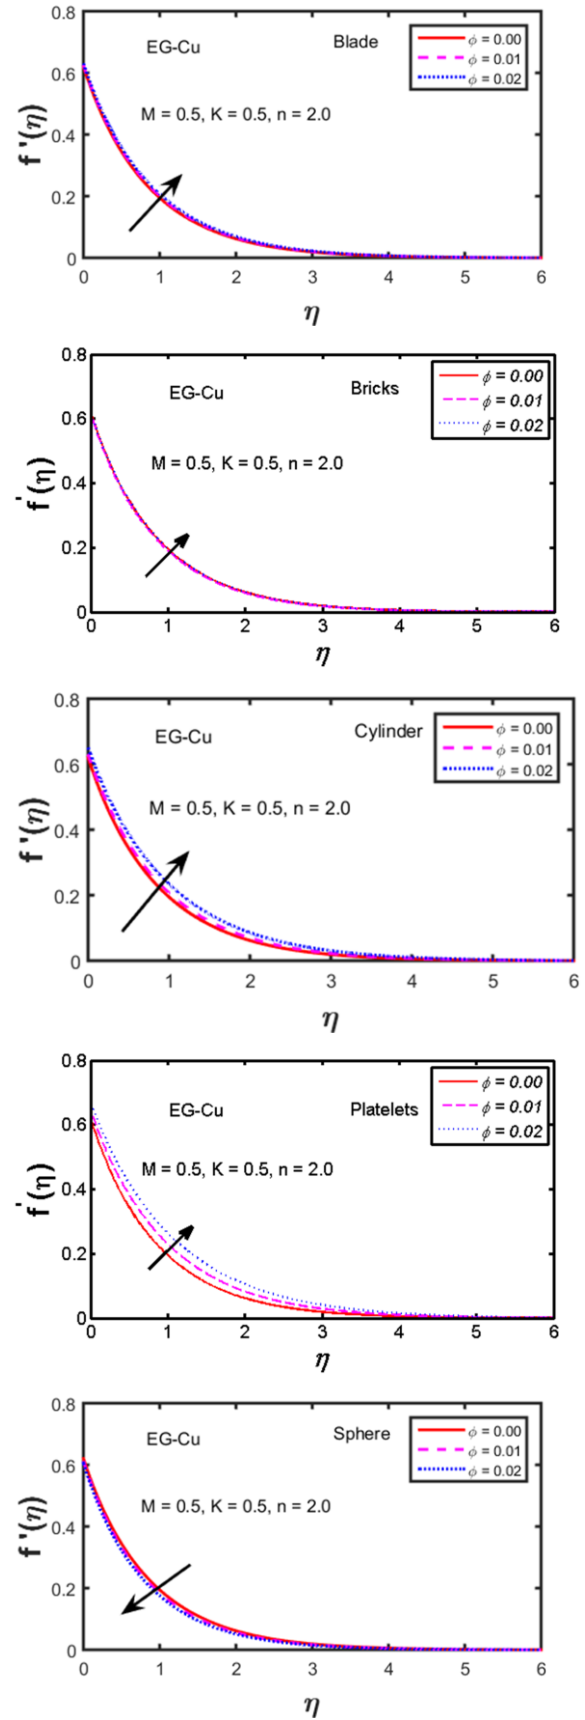 0.8
EG-Cu
Blade
ϕ = 0.00
ϕ = 0.01
ϕ = 0.02
0.6
M = 0.5, K = 0.5, n = 2.0
0.4
f '(η)
0.2
0
0 1 2 3 4 5 6
η
0.8
EG-Cu
Bricks
ϕ = 0.00
ϕ = 0.01
ϕ = 0.02
0.6
M = 0.5, K = 0.5, n = 2.0
0.4
f'(η)
0.2
0
0 1 2 3 4 5 6
η
0.8
EG-Cu
Cylinder
ϕ = 0.00
ϕ = 0.01
ϕ = 0.02
0.6
M = 0.5, K = 0.5, n = 2.0
0.4
f '(η)
0.2
0
0 1 2 3 4 5 6
η
0.8
EG-Cu
Platelets
ϕ = 0.00
ϕ = 0.01
ϕ = 0.02
0.6
M = 0.5, K = 0.5, n = 2.0
0.4
f'(η)
0.2
0
0 1 2 3 4 5 6
η
0.8
EG-Cu
Sphere
ϕ = 0.00
ϕ = 0.01
ϕ = 0.02
0.6
M = 0.5, K = 0.5, n = 2.0
0.4
f '(η)
0.2
0
0 1 2 3 4 5 6
η